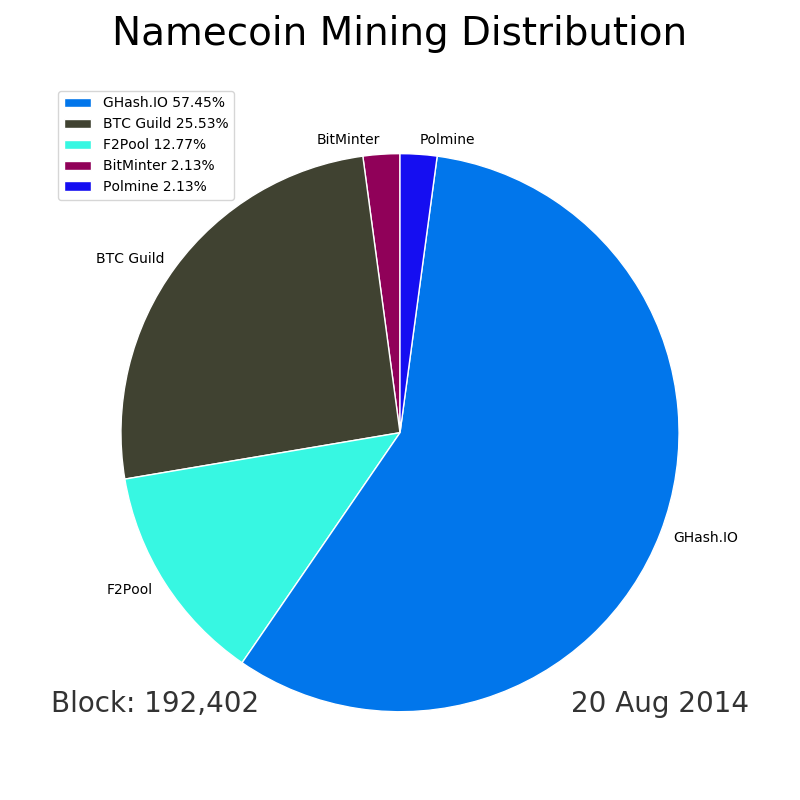 Namecoin Mining Distribution
GHash.IO 57.45%
BTC Guild 25.53%
F2Pool 12.77%
BitMinter 2.13%
Polmine 2.13%
BitMinter
Polmine
BTC Guild
GHash.IO
F2Pool
Block: 192,402
20 Aug 2014